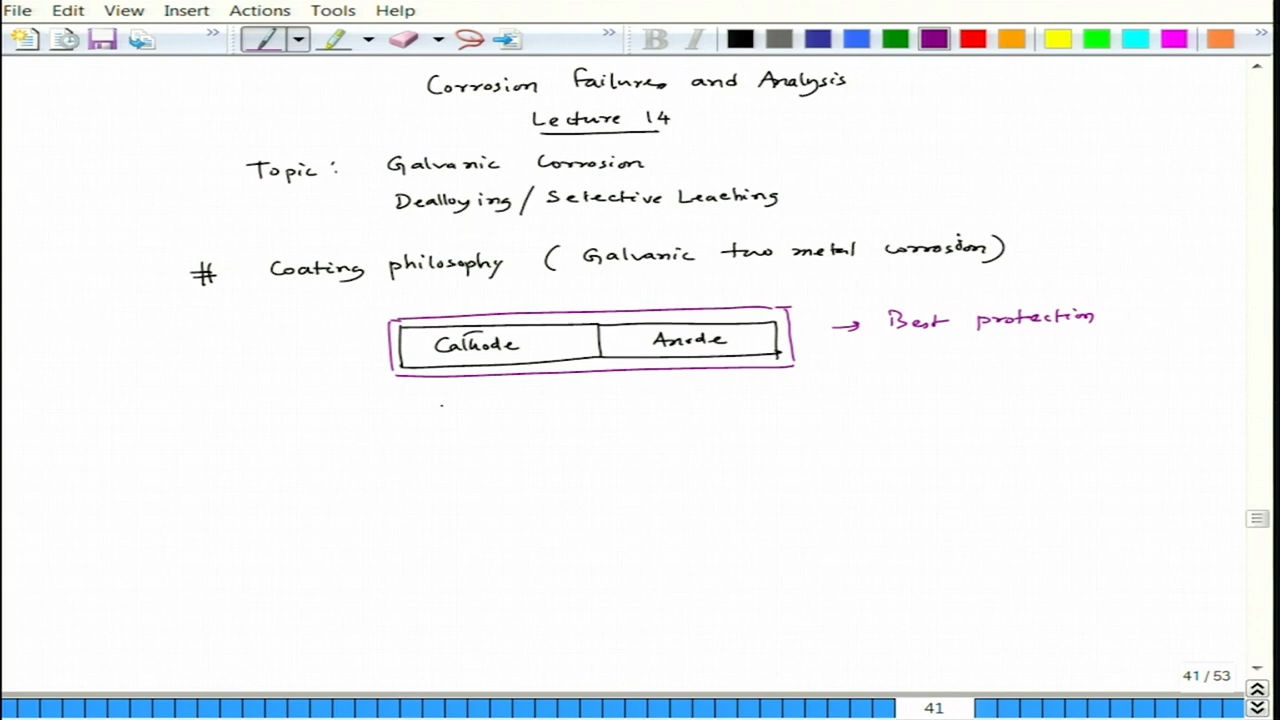 File Edit View Insert Actions Tools Help
Corrosion Failures and Analysis
Lecture 14
Topic : Galvanic Corrosion
Dealloying / Selective Leaching
# Coating philosophy ( Galvanic two metal corrosion)
Cathode Anode → Best protection
41 / 53
41